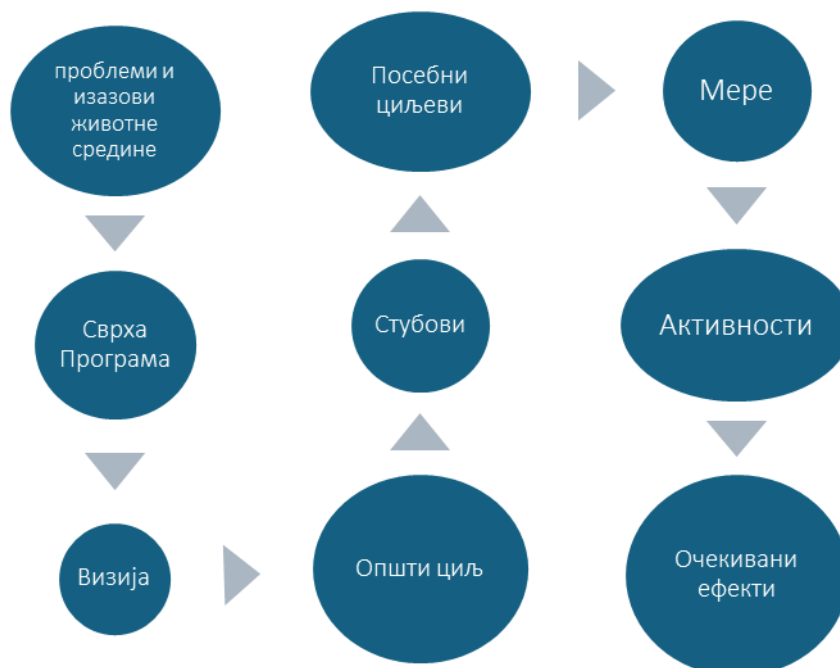 проблеми и
изазови
животне
средине
Сврха
Програма
Визија
Општи циљ
Стубови
Посебни
циљеви
Мере
Активности
Очекивани
ефекти